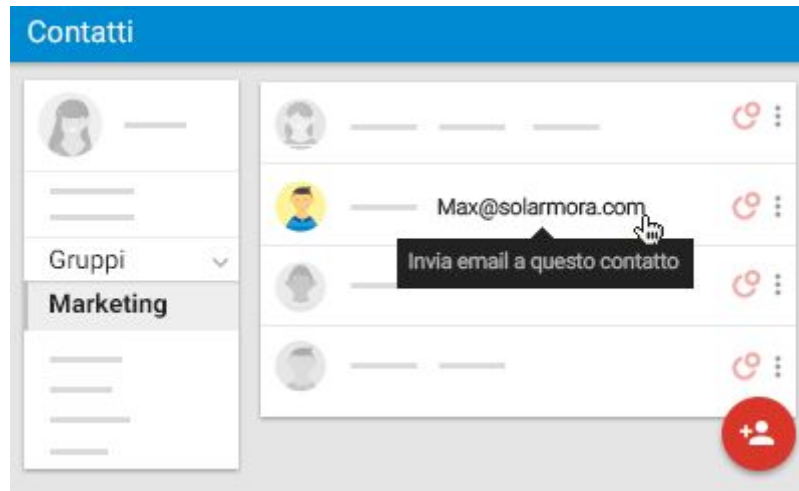 Contatti
Gruppi
Marketing
Max@solarmora.com
Invia email a questo contatto